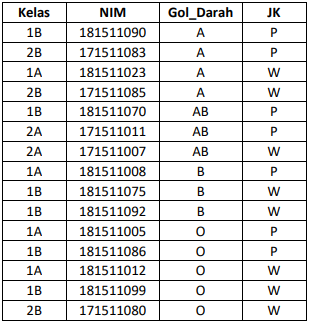 Kelas NIM Gol_Darah JK
1B 181511090 A P
2B 171511083 A P
1A 181511023 A W
2B 171511085 A W
1B 181511070 AB P
2A 171511011 AB P
2A 171511007 AB W
1A 181511008 B P
1B 181511075 B W
1B 181511092 B W
1A 181511005 O P
1B 181511086 O P
1A 181511012 O W
1B 181511099 O W
2B 171511080 O W